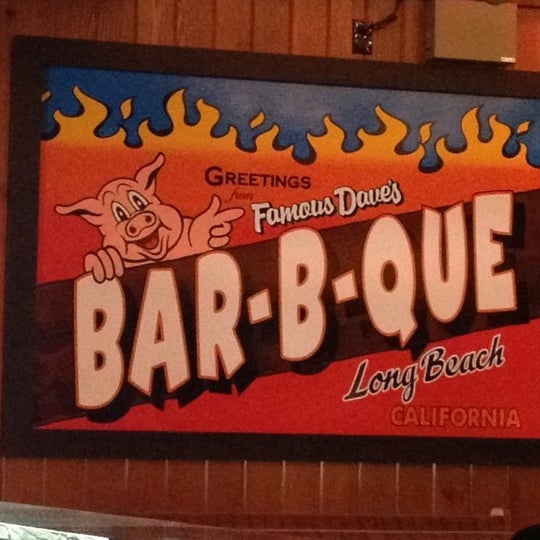 GREETINGS
from
Famous Dave's
BAR-B-QUE
Long Beach
CALIFORNIA